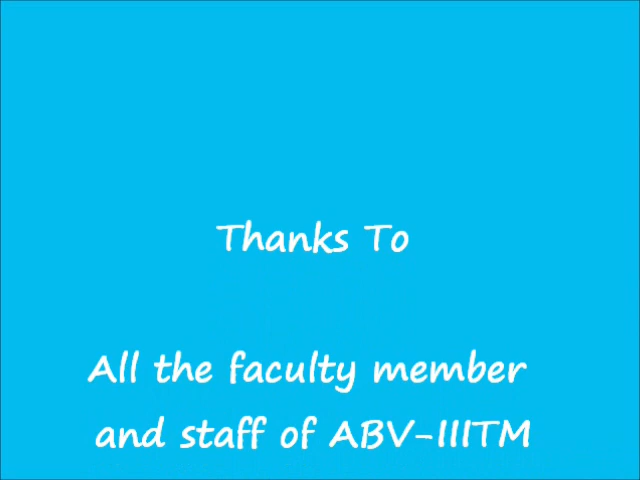 Thanks To
All the faculty member
and staff of ABV-IIITM